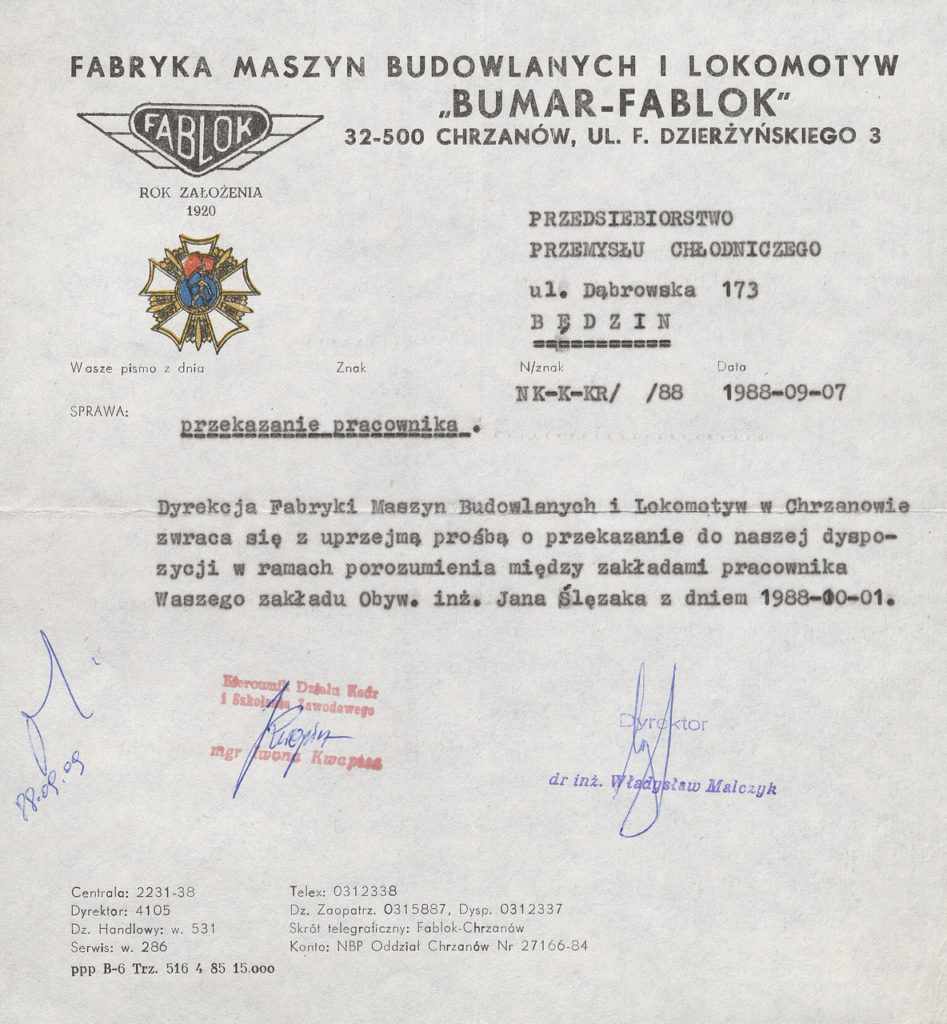 FABRYKA MASZYN BUDOWLANYCH I LOKOMOTYW
„BUMAR-FABLOK”
32-500 CHRZANÓW, UL. F. DZIERŻYŃSKIEGO 3
FABLOK
ROK ZAŁOŻENIA
1920
PRZEDSIEBIORSTWO
PRZEMYSŁU CHŁODNICZEGO
ul. Dąbrowska 173
BĘDZIN
Wasze pismo z dnia Znak N/znak Data
NK-K-KR/ /88 1988-09-07
SPRAWA:
przekazanie pracownika .
Dyrekcja Fabryki Maszyn Budowlanych i Lokomotyw w Chrzanowie
zwraca się z uprzejmą prośbą o przekazanie do naszej dyspo-
zycji w ramach porozumienia między zakładami pracownika
Waszego zakładu Obyw. inż. Jana Ślęzaka z dniem 1988-10-01.
Kierownik Działu Kadr
i Szkolenia Zawodowego
mgr Iwona
Dyrektor
dr inż. Władysław Malczyk
88.09.09
Centrala: 2231-38
Dyrektor: 4105
Dz. Handlowy: w. 531
Serwis: w. 286
ppp B-6 Trz. 516 4 85 15.000
Telex: 0312338
Dz. Zaopatrz. 0315887, Dysp. 0312337
Skrót telegraficzny: Fablok-Chrzanów
Konto: NBP Oddział Chrzanów Nr 27166-84